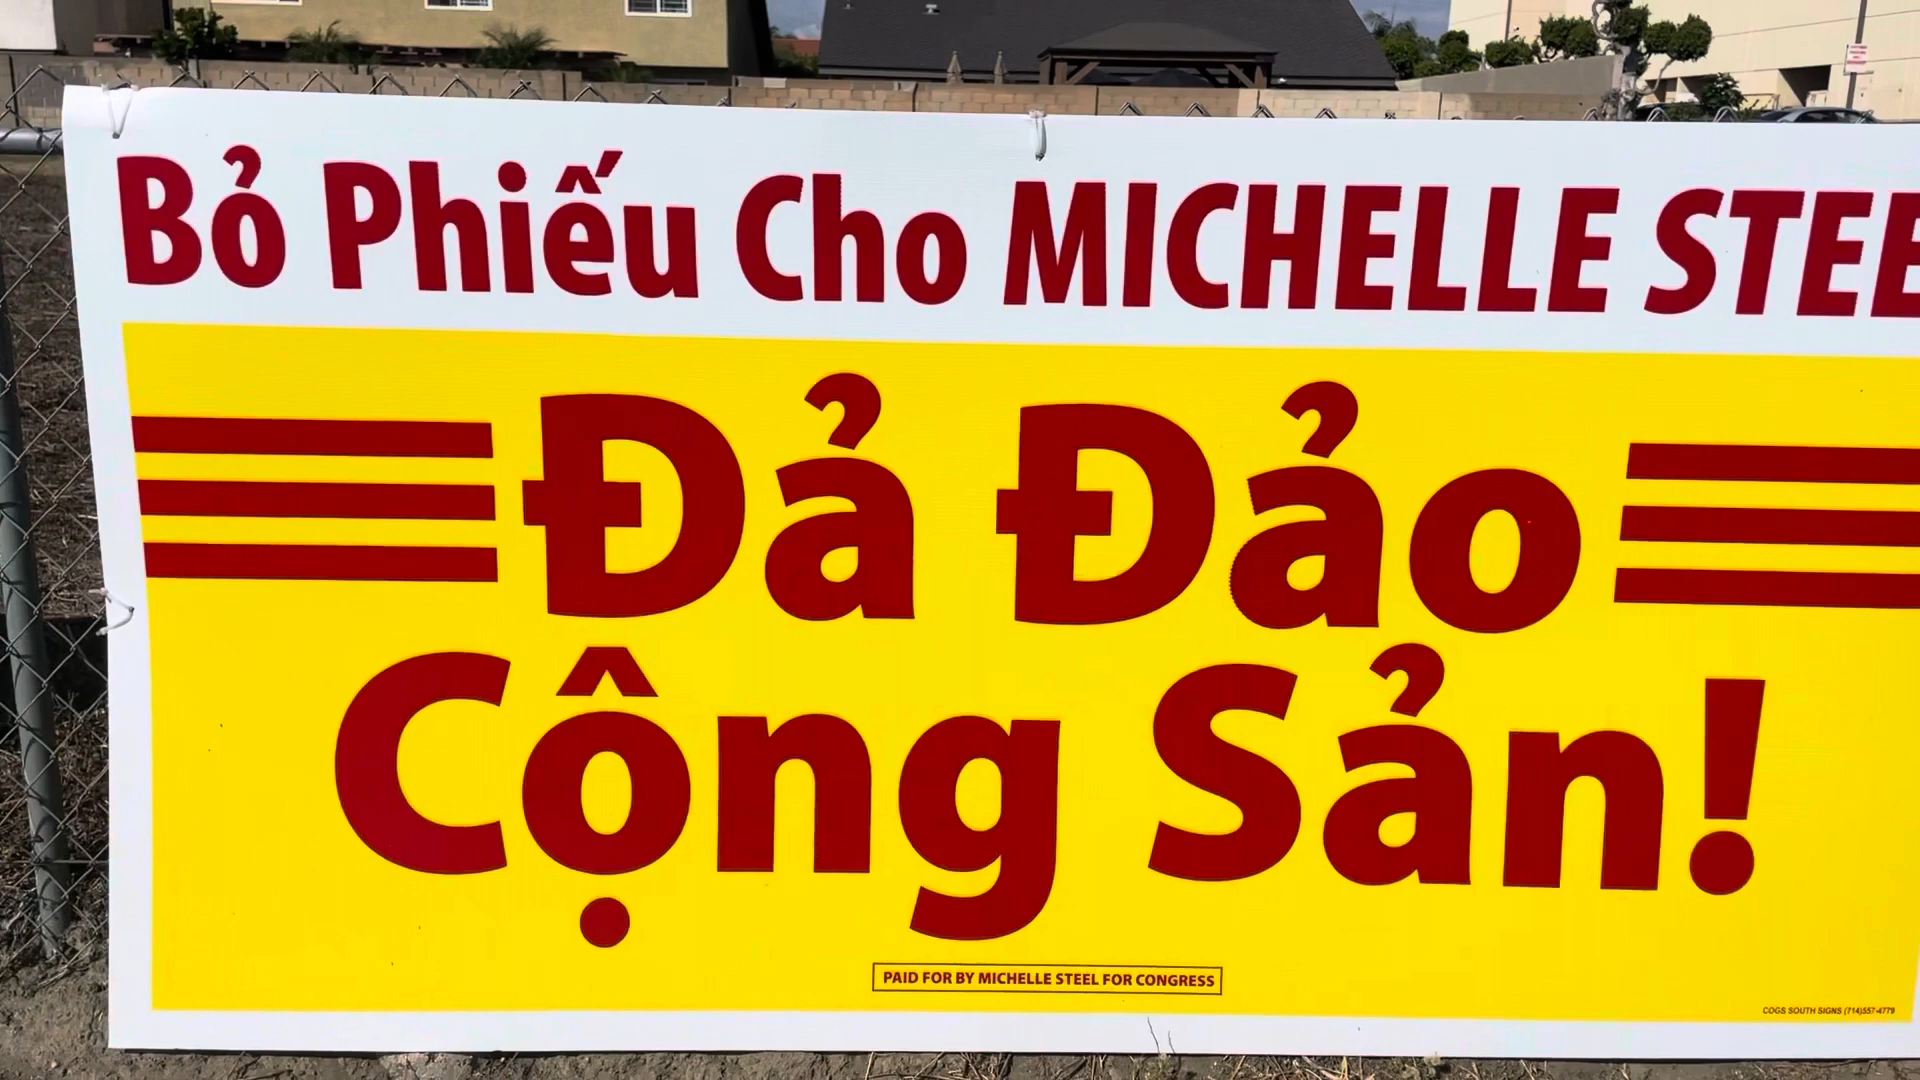 Bỏ Phiếu Cho MICHELLE STEE
Đả Đảo
Cộng Sản!
PAID FOR BY MICHELLE STEEL FOR CONGRESS
COGS SOUTH SIGNS (714)557-4779